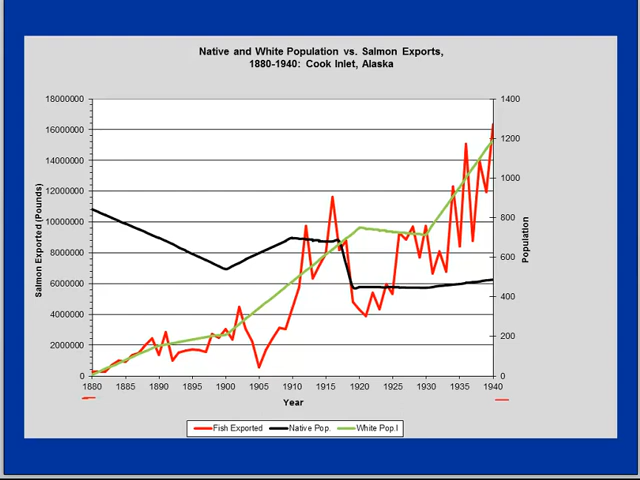 Native and White Population vs. Salmon Exports,
1880-1940: Cook Inlet, Alaska
18000000
16000000
14000000
12000000
10000000
8000000
6000000
4000000
2000000
0
Salmon Exported (Pounds)
1400
1200
1000
800
600
400
200
0
Population
1880 1885 1890 1895 1900 1905 1910 1915 1920 1925 1930 1935 1940
Year
Fish Exported Native Pop. White Pop.l